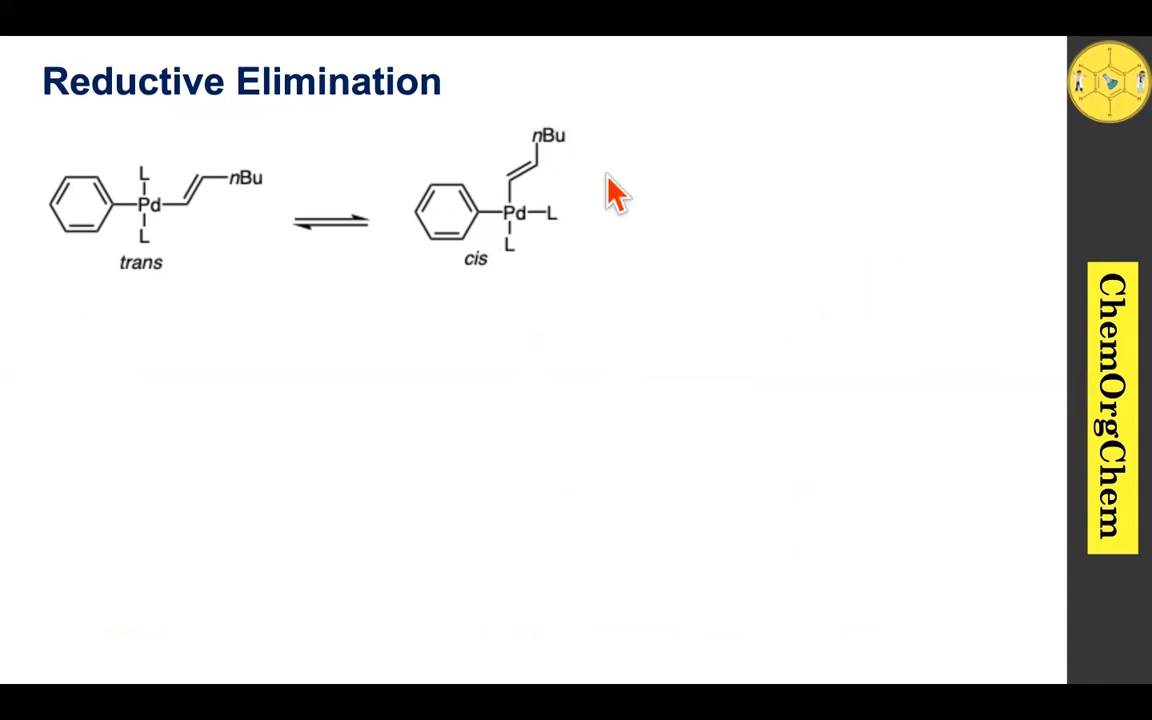 Reductive Elimination
L
Pd
nBu
L
trans
nBu
Pd
L
L
cis
ChemOrgChem